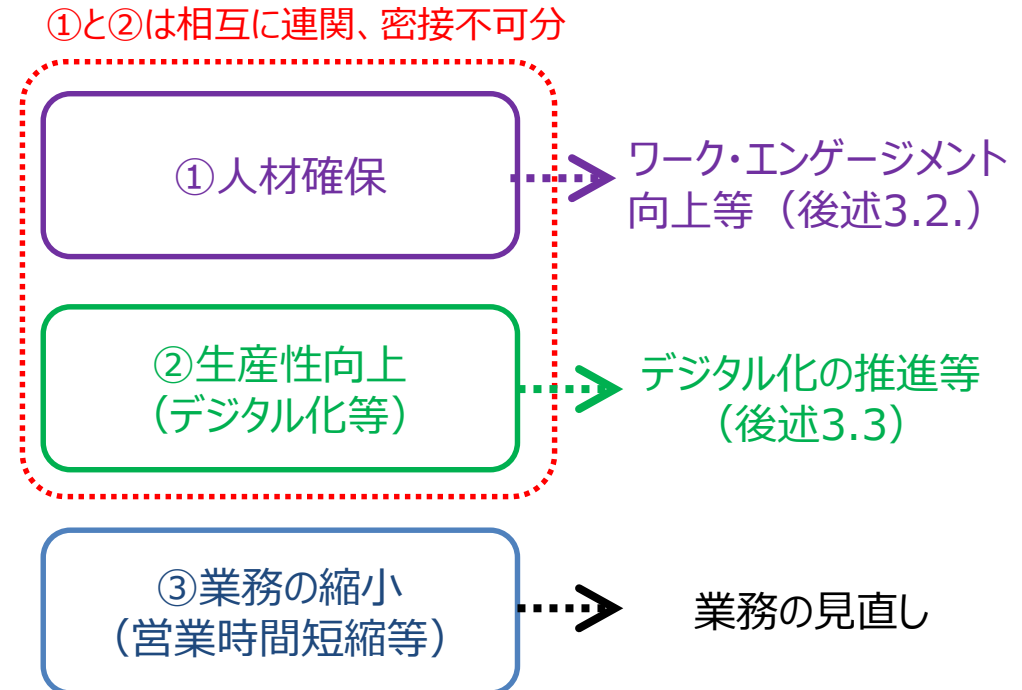 ①と②は相互に連関、密接不可分
①人材確保
ワーク・エンゲージメント
向上等（後述3.2.）
②生産性向上
（デジタル化等）
デジタル化の推進等
（後述3.3）
③業務の縮小
（営業時間短縮等）
業務の見直し